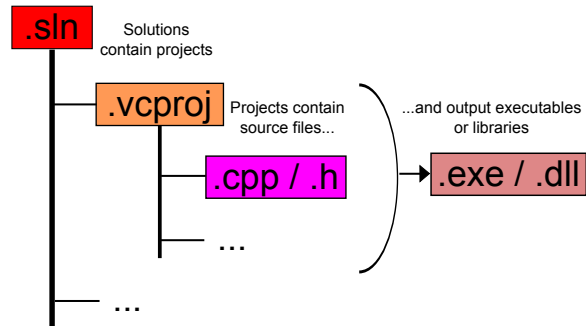 .sln
Solutions
contain projects
.vcproj
Projects contain
source files...
.cpp / .h
...
...
...and output executables
or libraries
.exe / .dll